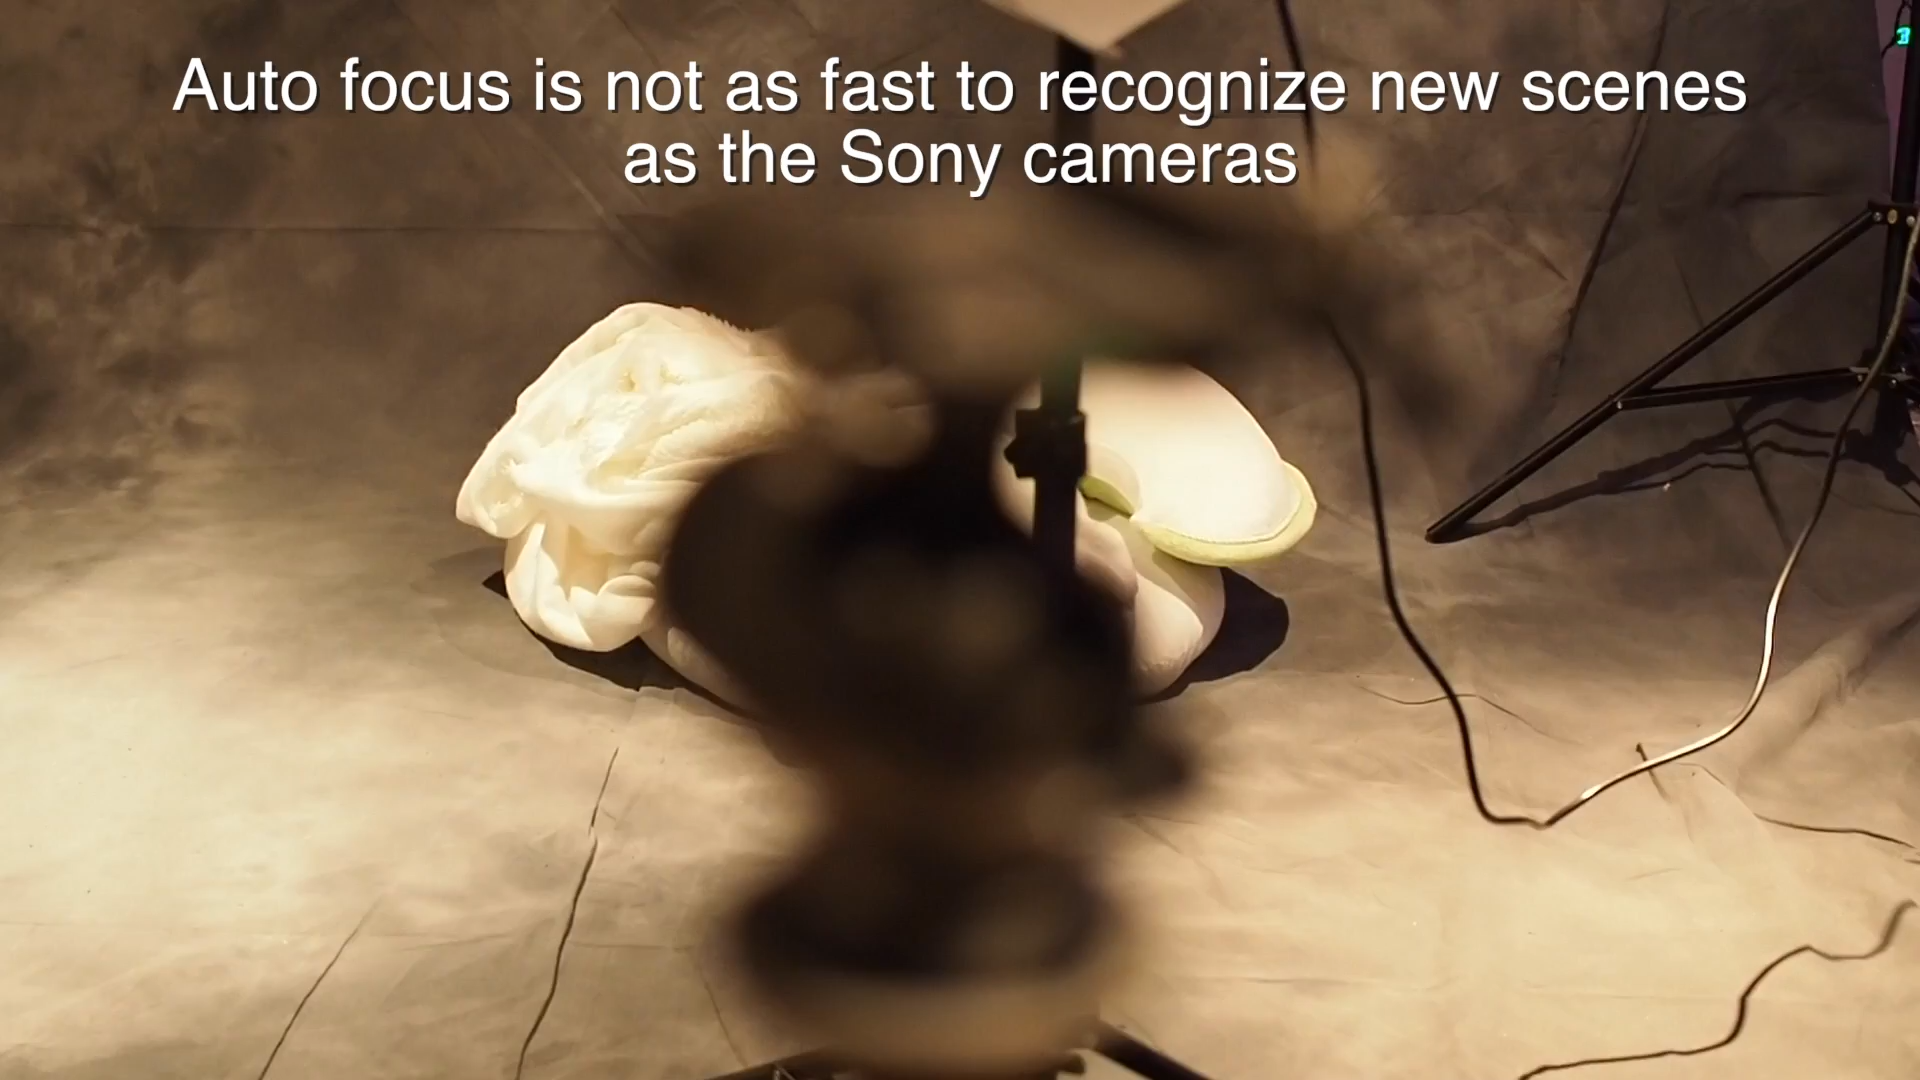 Auto focus is not as fast to recognize new scenes
as the Sony cameras